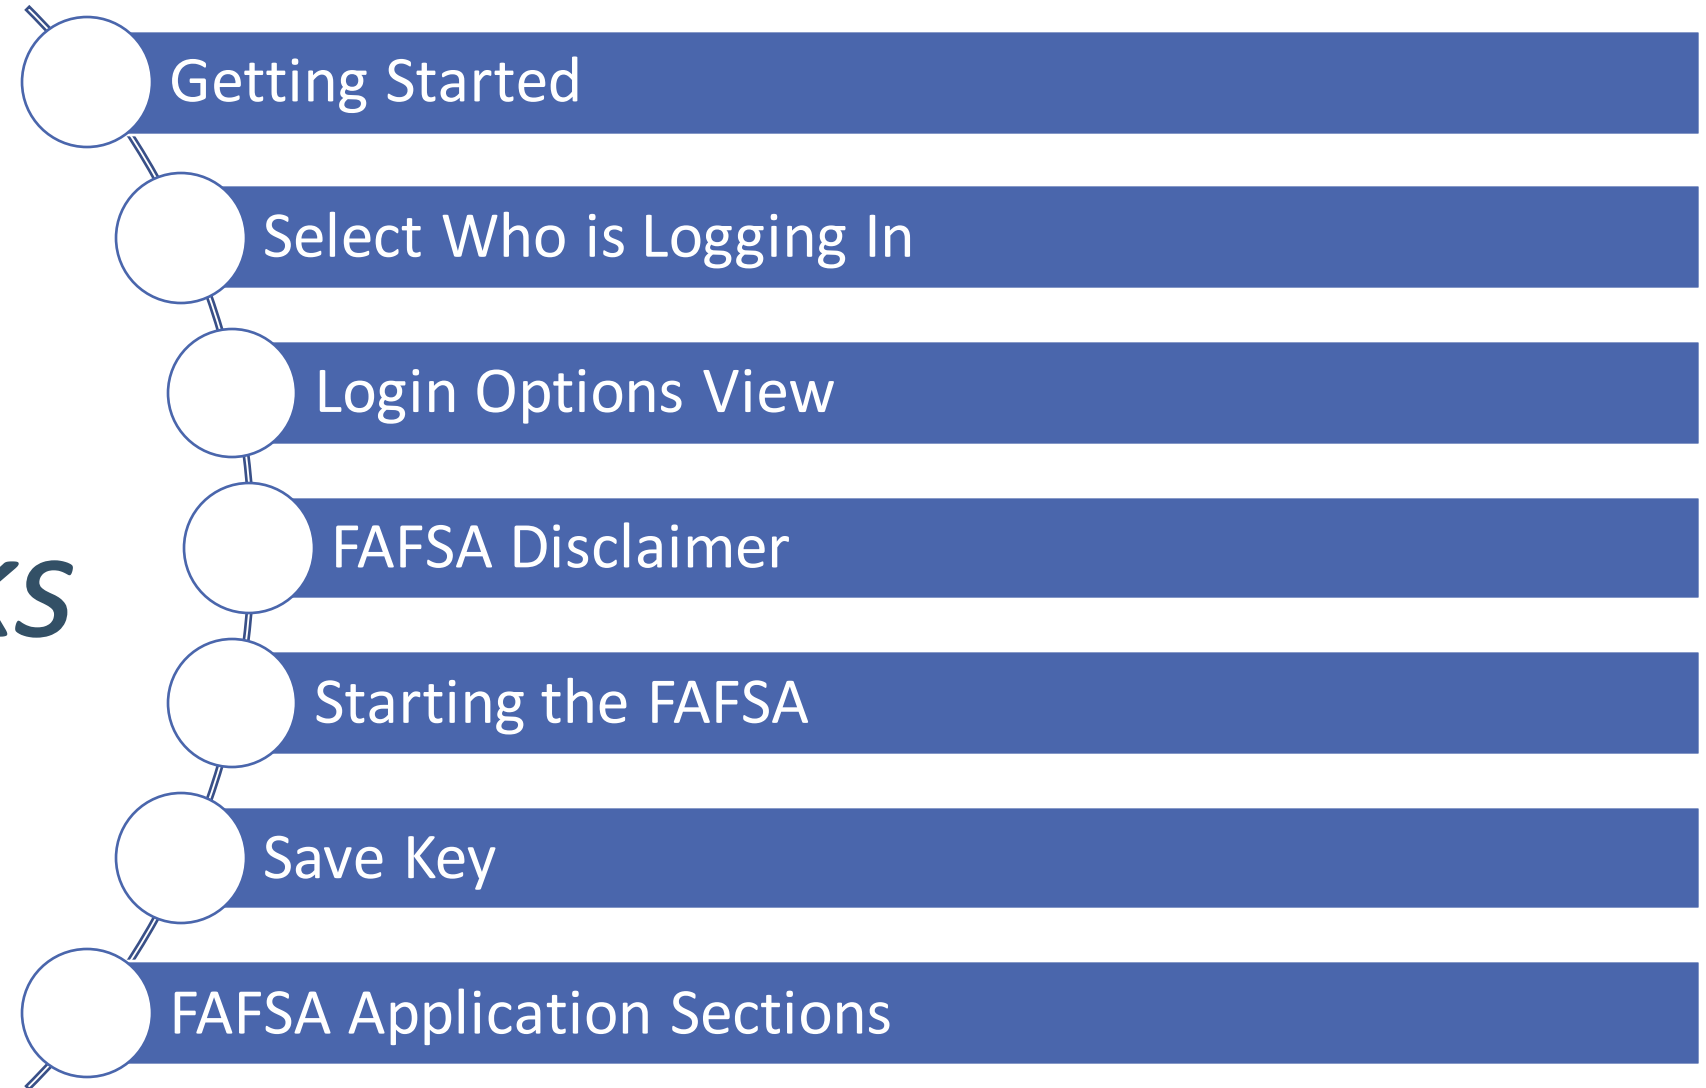 Getting Started
Select Who is Logging In
Login Options View
FAFSA Disclaimer
ks
Starting the FAFSA
Save Key
FAFSA Application Sections